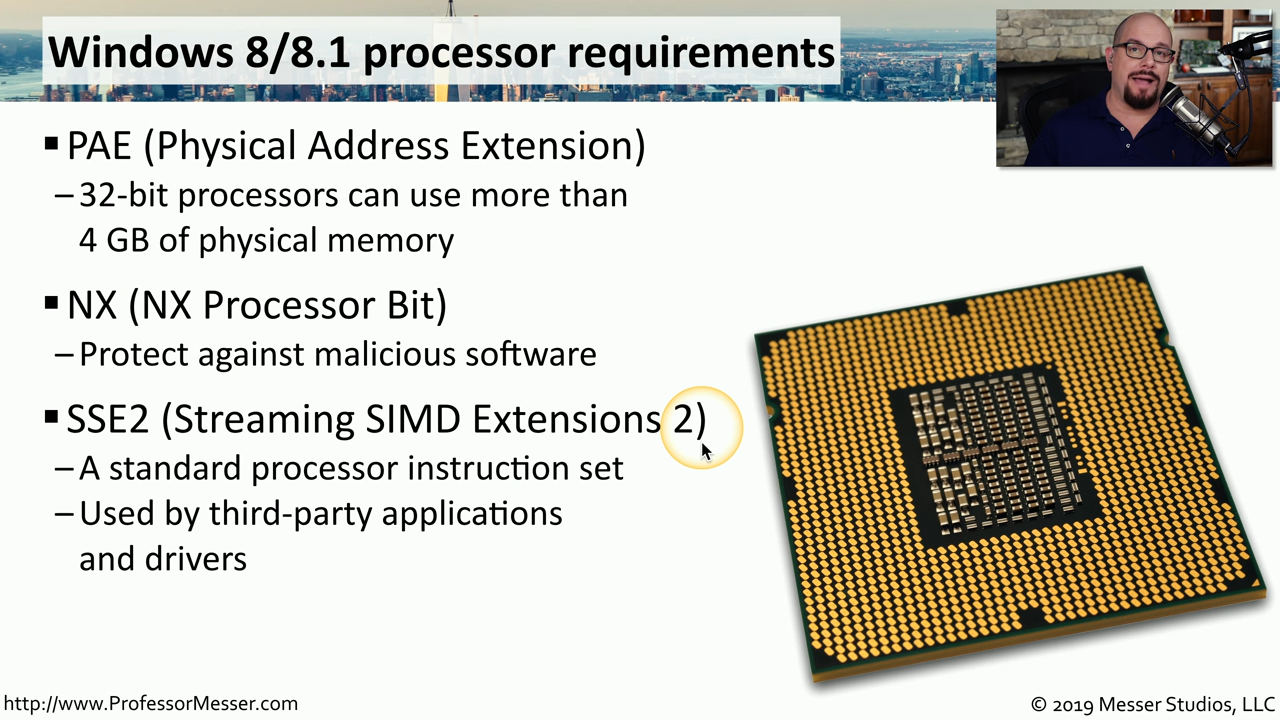 Windows 8/8.1 processor requirements
▪ PAE (Physical Address Extension)
– 32-bit processors can use more than
4 GB of physical memory
▪ NX (NX Processor Bit)
– Protect against malicious software
▪ SSE2 (Streaming SIMD Extensions 2)
– A standard processor instruction set
– Used by third-party applications
and drivers
http://www.ProfessorMesser.com
© 2019 Messer Studios, LLC